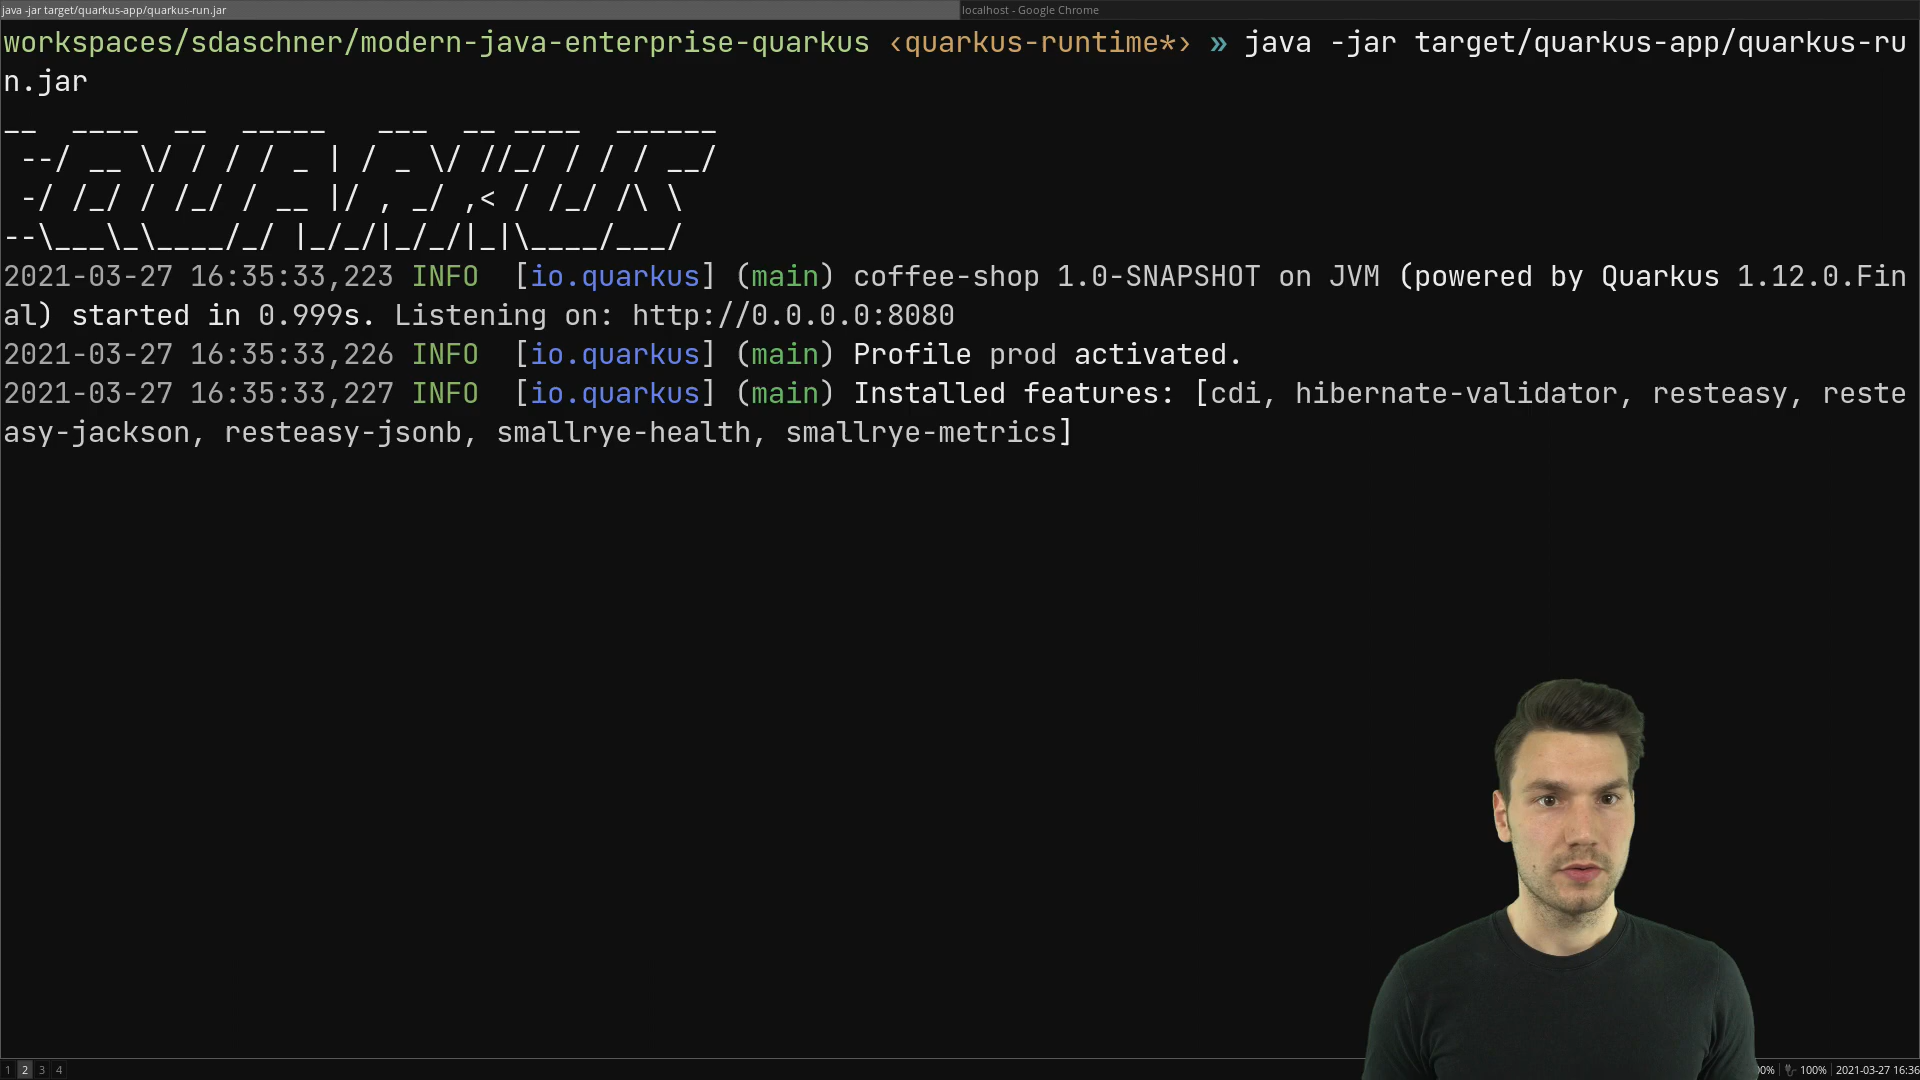 java -jar target/quarkus-app/quarkus-run.jar
localhost - Google Chrome
workspaces/sdaschner/modern-java-enterprise-quarkus ‹quarkus-runtime*› » java -jar target/quarkus-app/quarkus-ru
n.jar
__  ____  __  _____   ___  __ ____  ______
 --/ __ \/ / / / _ | / _ \/ //_/ / / / __/
 -/ /_/ / /_/ / __ |/ , _/ ,< / /_/ /\ \
--\___\_\____/_/ |_/_/|_/_/|_|\____/___/
2021-03-27 16:35:33,223 INFO  [io.quarkus] (main) coffee-shop 1.0-SNAPSHOT on JVM (powered by Quarkus 1.12.0.Fin
al) started in 0.999s. Listening on: http://0.0.0.0:8080
2021-03-27 16:35:33,226 INFO  [io.quarkus] (main) Profile prod activated.
2021-03-27 16:35:33,227 INFO  [io.quarkus] (main) Installed features: [cdi, hibernate-validator, resteasy, reste
asy-jackson, resteasy-jsonb, smallrye-health, smallrye-metrics]
1 2 3 4
100% 2021-03-27 16:36